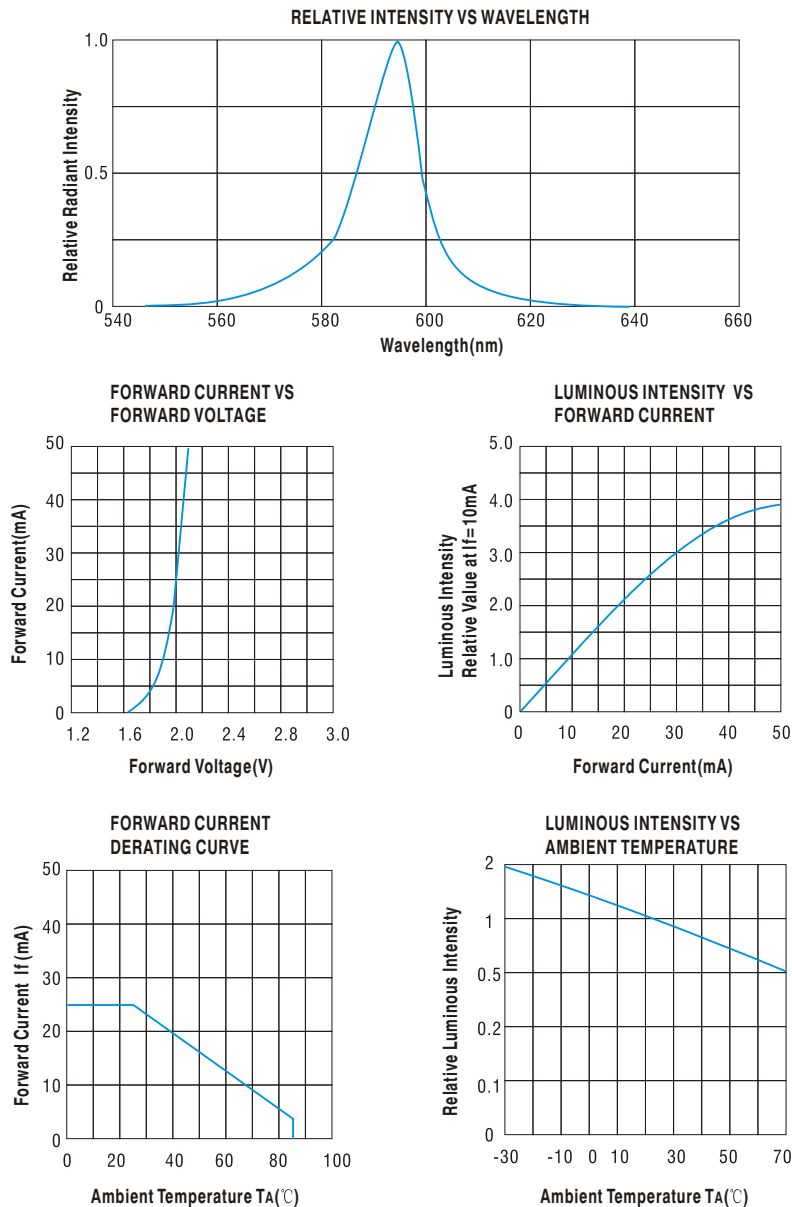 RELATIVE INTENSITY VS WAVELENGTH
Relative Radiant Intensity
1.0
0.5
0
540 560 580 600 620 640 660
Wavelength(nm)
FORWARD CURRENT VS
FORWARD VOLTAGE
Forward Current(mA)
50
40
30
20
10
0
1.2 1.6 2.0 2.4 2.8 3.0
Forward Voltage(V)
LUMINOUS INTENSITY VS
FORWARD CURRENT
Luminous Intensity
Relative Value at If=10mA
5.0
4.0
3.0
2.0
1.0
0
0 10 20 30 40 50
Forward Current(mA)
FORWARD CURRENT
DERATING CURVE
Forward Current If (mA)
50
40
30
20
10
0
0 20 40 60 80 100
Ambient Temperature TA(℃)
LUMINOUS INTENSITY VS
AMBIENT TEMPERATURE
Relative Luminous Intensity
2
1
0.5
0.2
0.1
0
-30 -10 0 10 30 50 70
Ambient Temperature TA(℃)